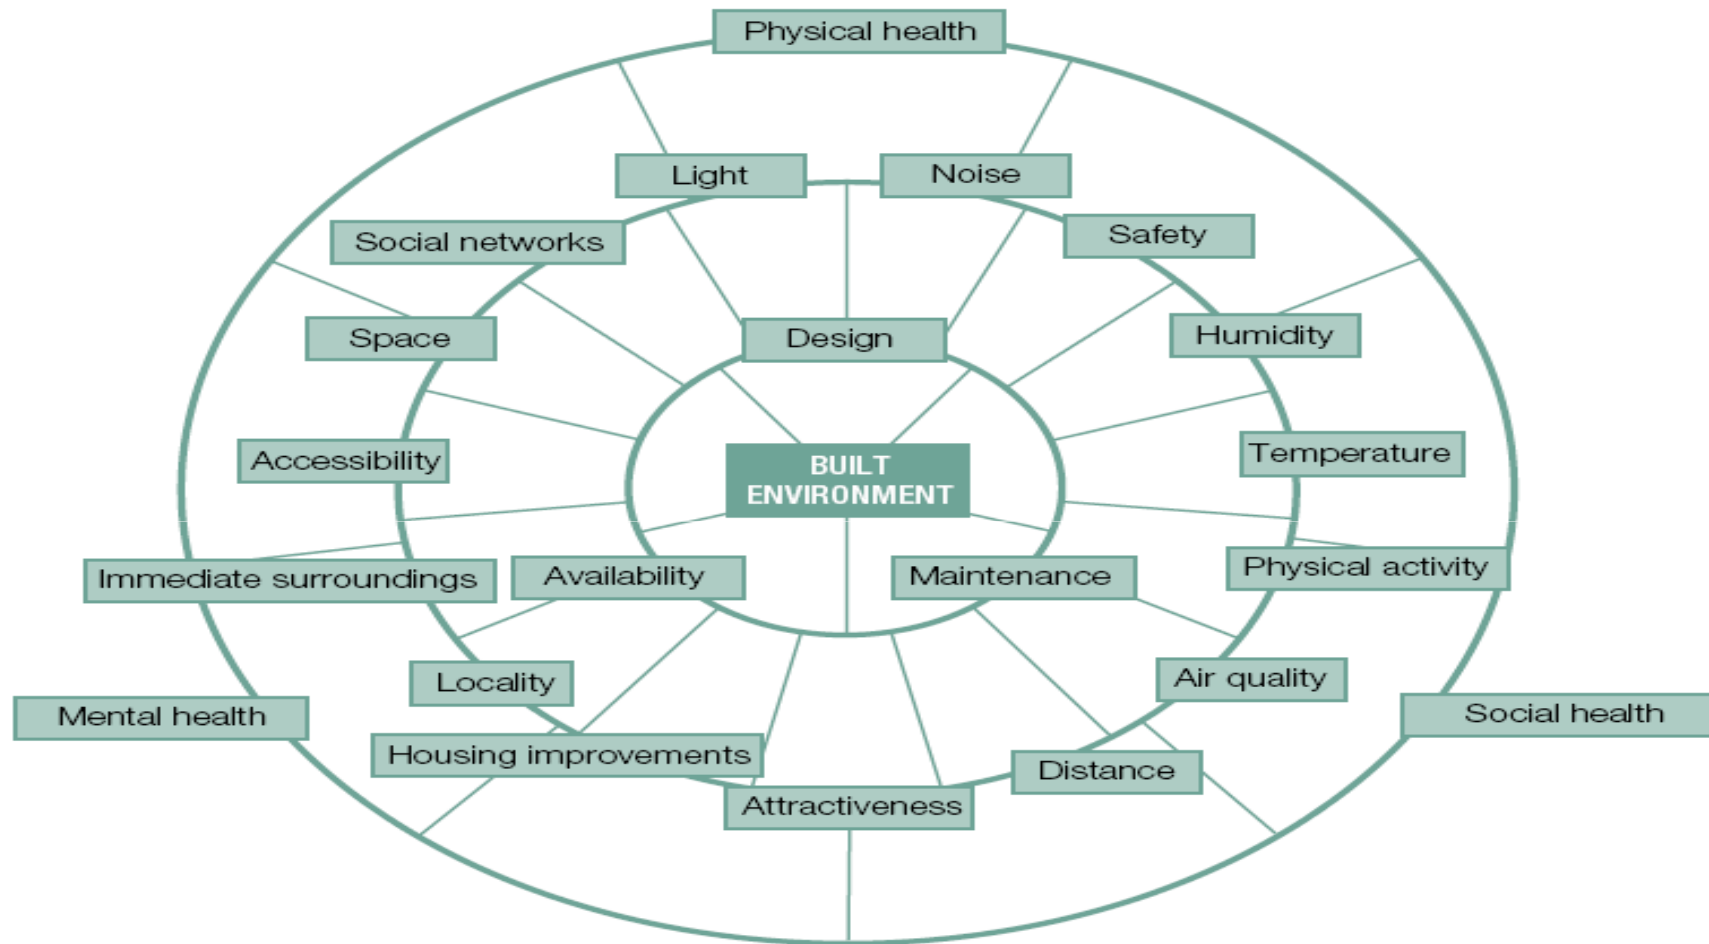 Physical health
Light
Noise
Social networks
Safety
Space
Design
Humidity
Accessibility
BUILT
ENVIRONMENT
Temperature
Immediate surroundings
Availability
Maintenance
Physical activity
Locality
Air quality
Mental health
Social health
Housing improvements
Distance
Attractiveness